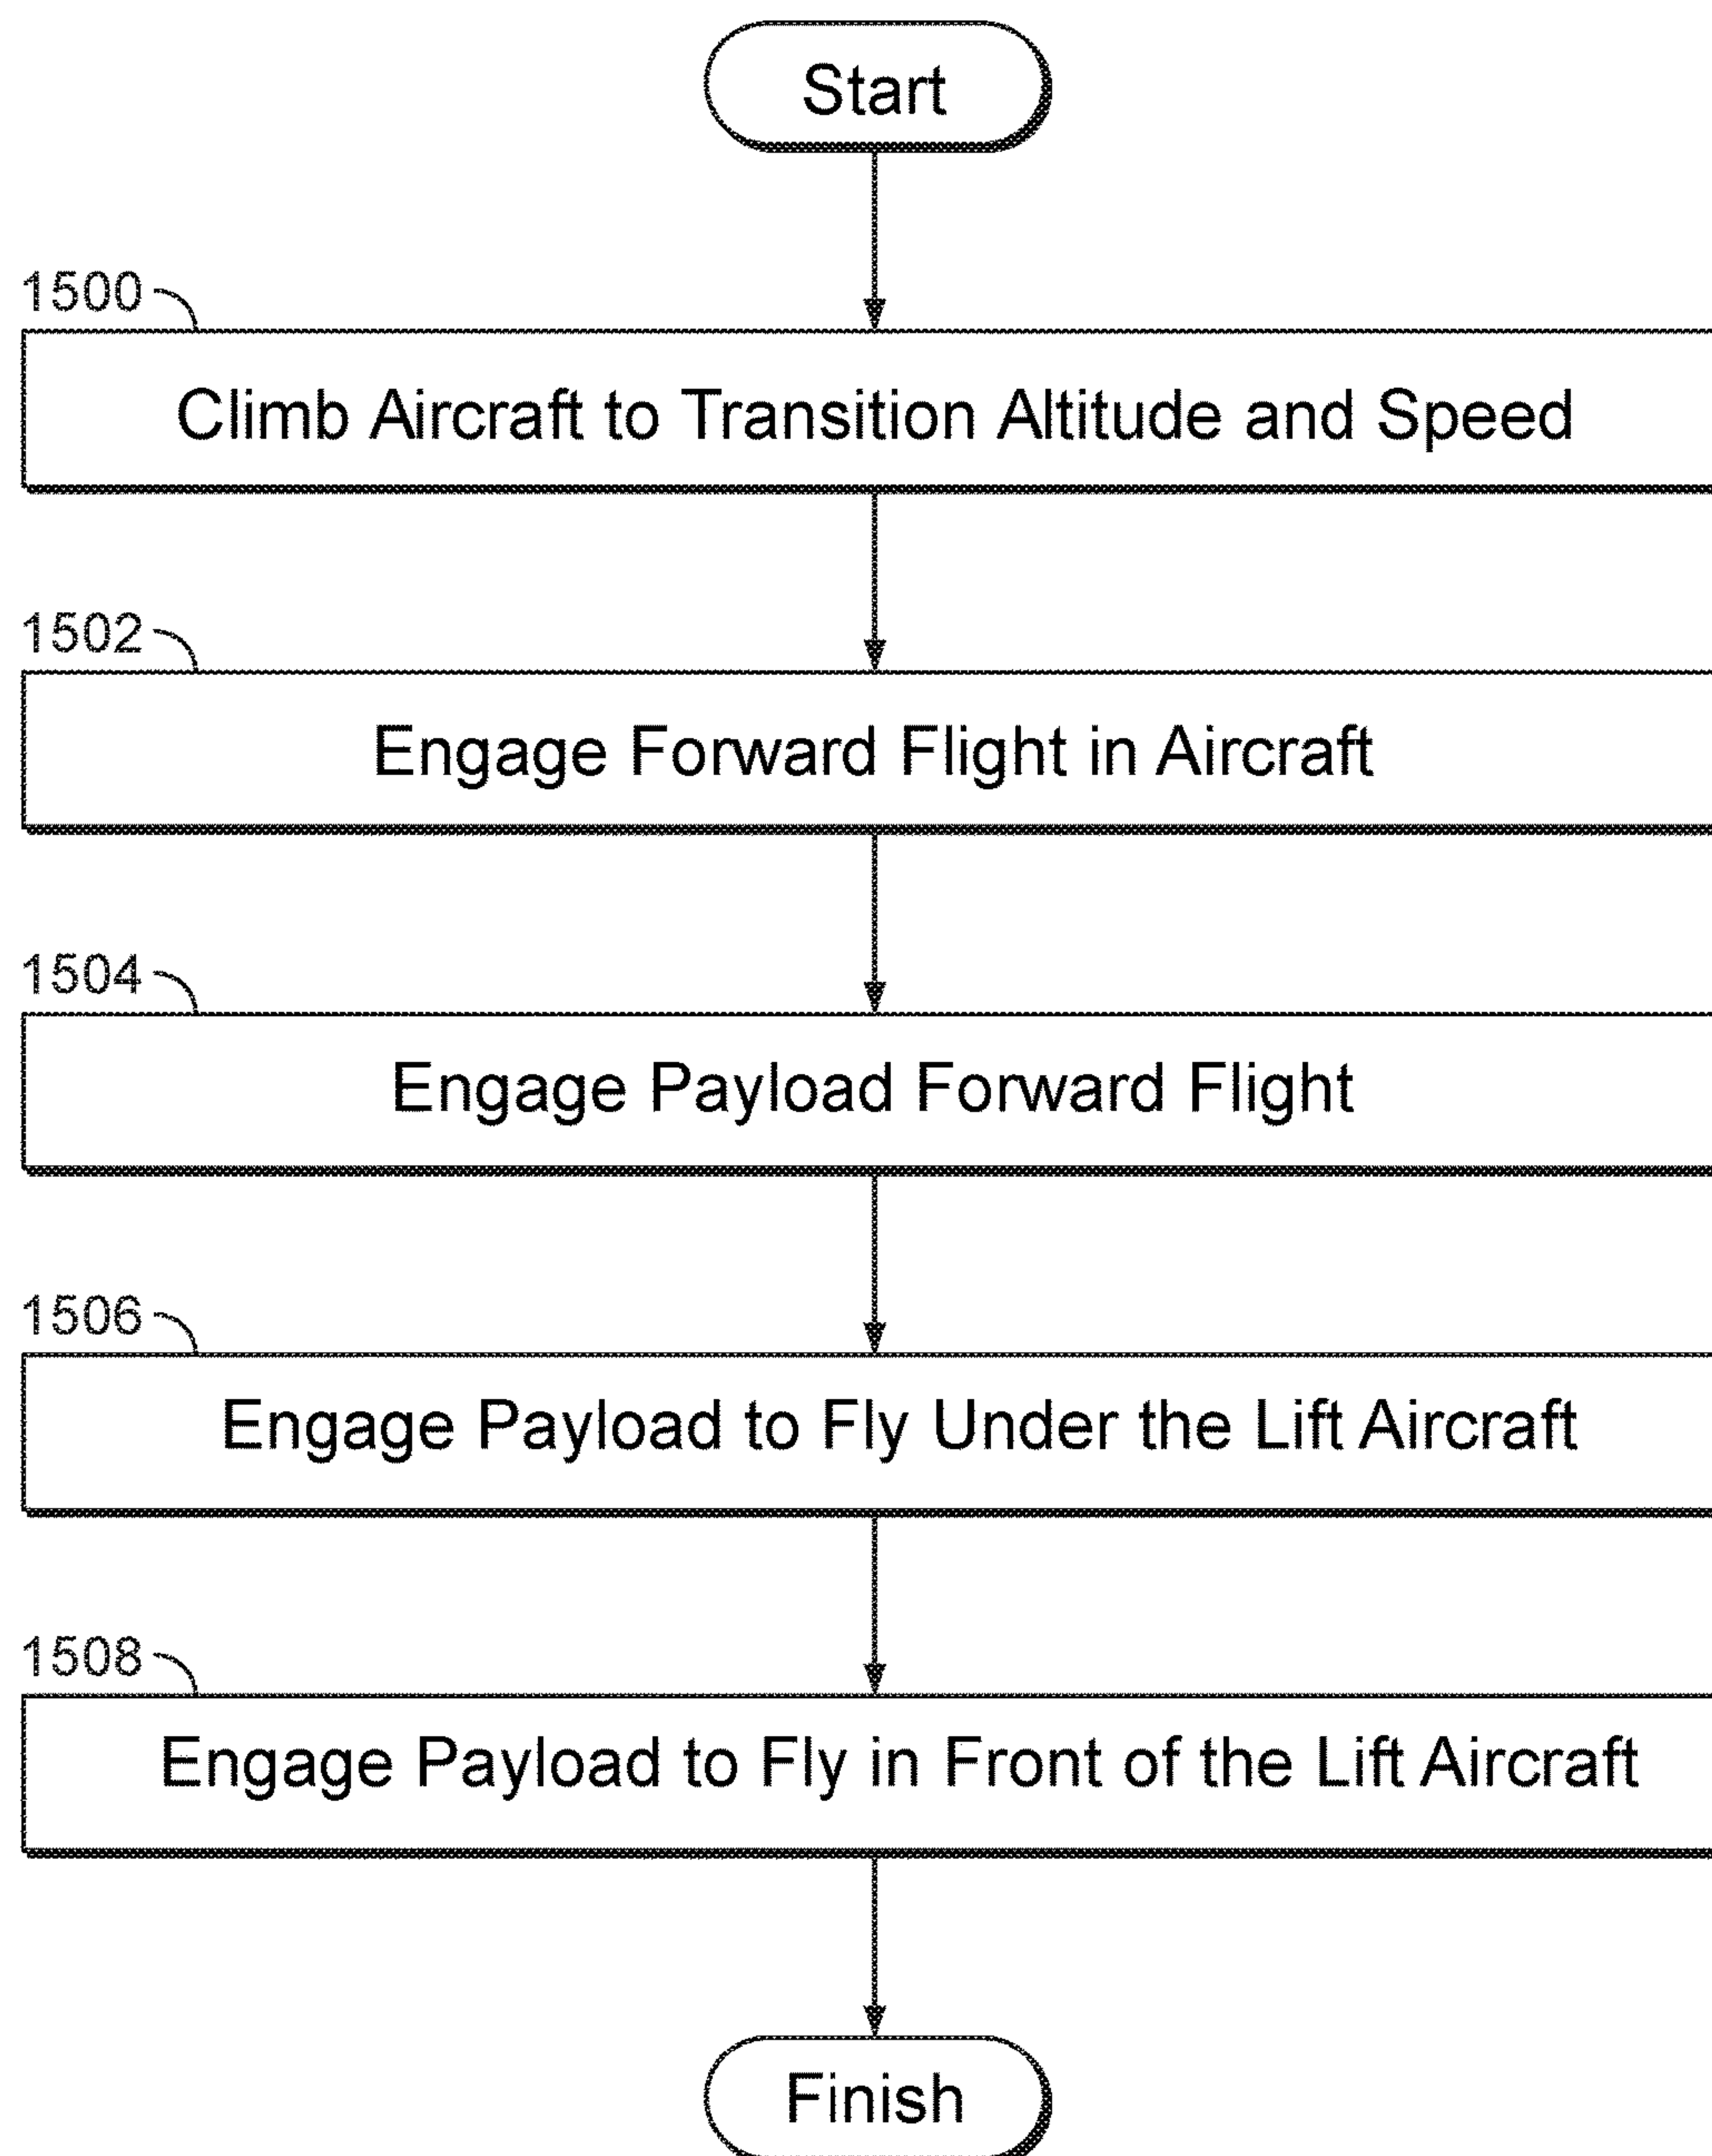 Start
1500
Climb Aircraft to Transition Altitude and Speed
1502
Engage Forward Flight in Aircraft
1504
Engage Payload Forward Flight
1506
Engage Payload to Fly Under the Lift Aircraft
1508
Engage Payload to Fly in Front of the Lift Aircraft
Finish